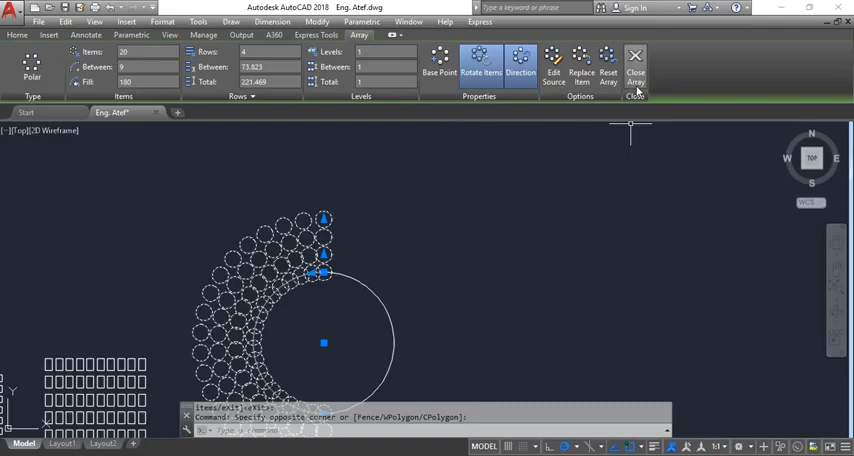 Autodesk AutoCAD 2018 Eng. Atef.dwg
Type a keyword or phrase
Sign In
File Edit View Insert Format Tools Draw Dimension Modify Parametric Window Help Express
Home Insert Annotate Parametric View Manage Output A360 Express Tools Array
Items: 20 Rows: 4 Levels: 1
Between: 9 Between: 73.823 Between: 1
Fill: 180 Total: 221.469 Total: 1
Polar
Base Point Rotate Items Direction Edit Source Replace Item Reset Array Close Array
Type Items Rows Levels Properties Options Close
Start Eng. Atef*
[−][Top][2D Wireframe]
N
W TOP E
S
WCS
Y
X
items/eXit]<eXit>:
Command: Specify opposite corner or [Fence/WPolygon/CPolygon]:
Type a command
Model Layout1 Layout2 +
MODEL 1:1